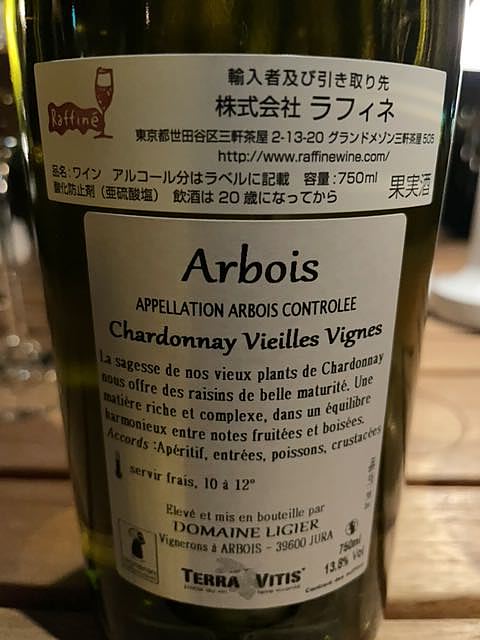 Raffiné
輸入者及び引き取り先
株式会社 ラフィネ
東京都世田谷区三軒茶屋 2-13-20 グランドメゾン三軒茶屋 505
http://www.raffinewine.com/
品名:ワイン アルコール分はラベルに記載 容量:750ml
酸化防止剤(亜硫酸塩) 飲酒は 20 歳になってから
果実酒
Arbois
APPELLATION ARBOIS CONTROLEE
Chardonnay Vieilles Vignes
La sagesse de nos vieux plants de Chardonnay
nous offre des raisins de belle maturité. Une
matière riche et complexe, dans un équilibre
harmonieux entre notes fruitées et boisées.
Accords :Apéritif, entrées, poissons, crustacées
servir frais, 10 à 12°
Elevé et mis en bouteille par
DOMAINE LIGIER
Vignerons à ARBOIS - 39600 JURA
750ml
13.8% Vol
TERRA VITIS